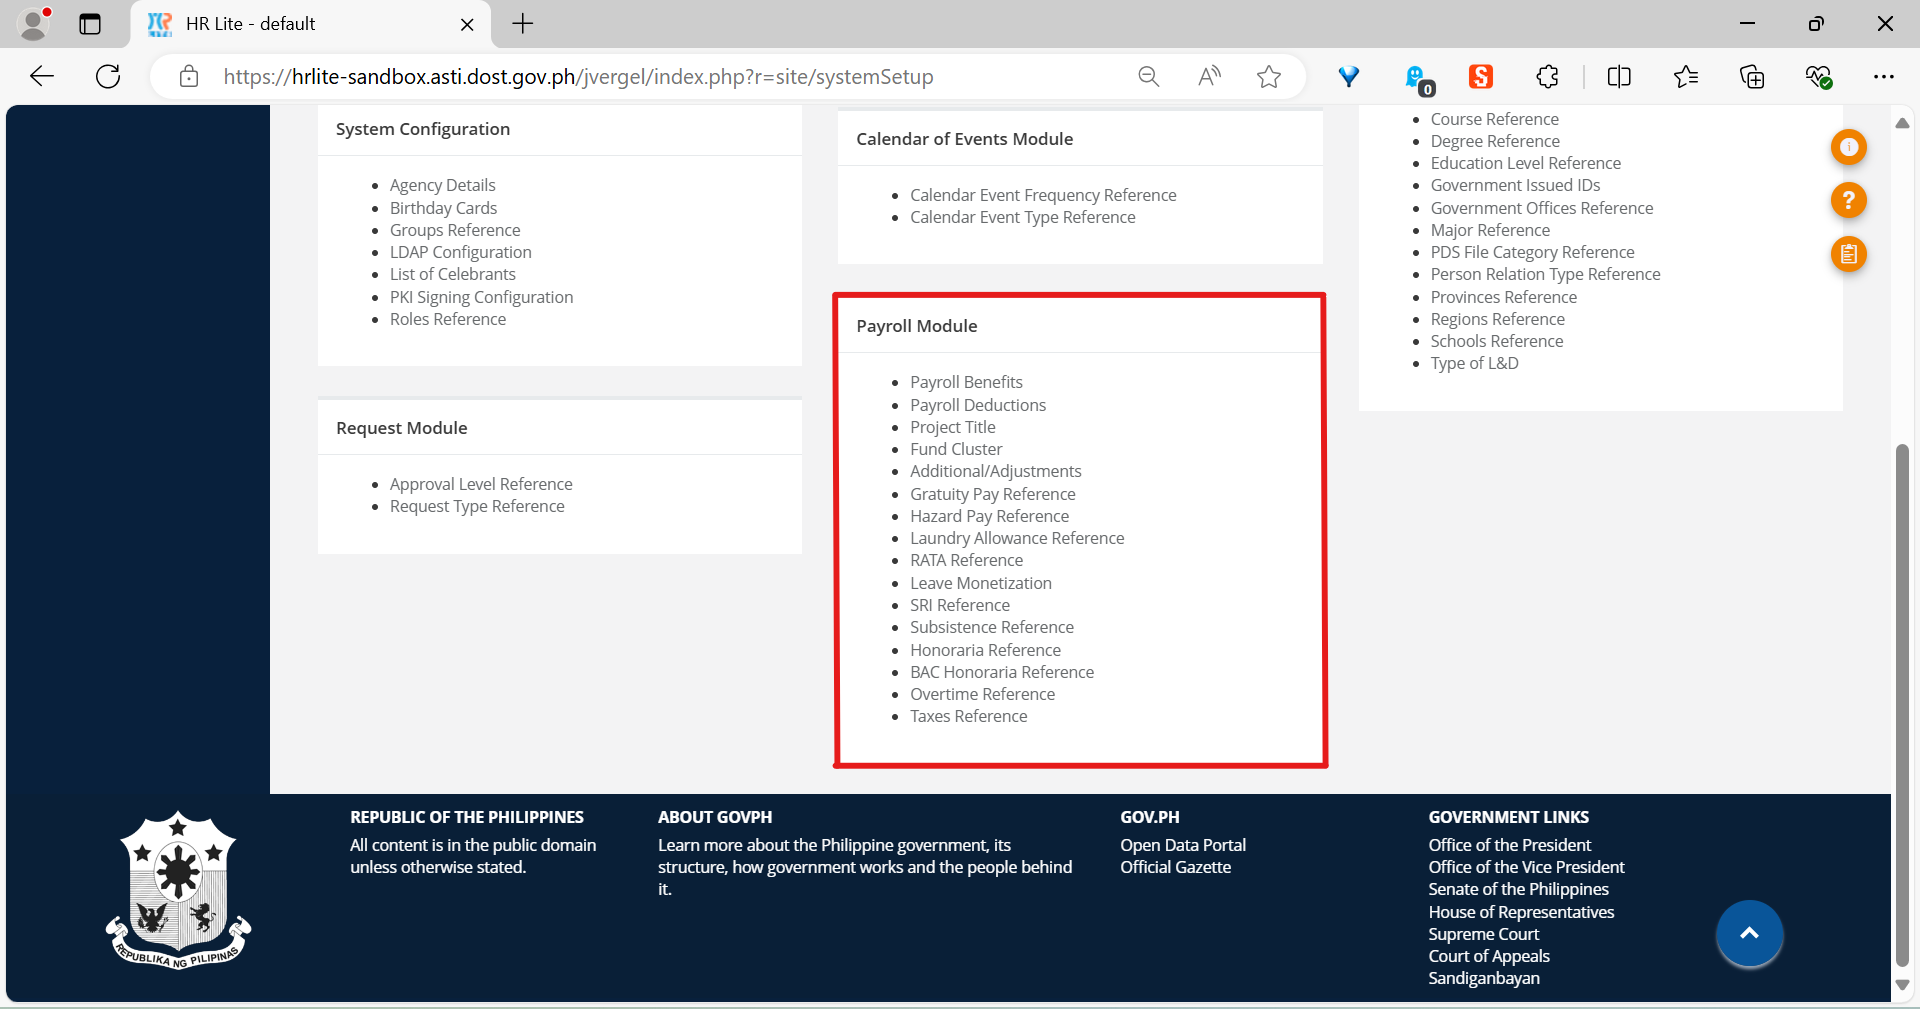 HR Lite - default
https://hrlite-sandbox.asti.dost.gov.ph/jvergel/index.php?r=site/systemSetup
0
System Configuration
Agency Details
Birthday Cards
Groups Reference
LDAP Configuration
List of Celebrants
PKI Signing Configuration
Roles Reference
Request Module
Approval Level Reference
Request Type Reference
Calendar of Events Module
Calendar Event Frequency Reference
Calendar Event Type Reference
Payroll Module
Payroll Benefits
Payroll Deductions
Project Title
Fund Cluster
Additional/Adjustments
Gratuity Pay Reference
Hazard Pay Reference
Laundry Allowance Reference
RATA Reference
Leave Monetization
SRI Reference
Subsistence Reference
Honoraria Reference
BAC Honoraria Reference
Overtime Reference
Taxes Reference
Course Reference
Degree Reference
Education Level Reference
Government Issued IDs
Government Offices Reference
Major Reference
PDS File Category Reference
Person Relation Type Reference
Provinces Reference
Regions Reference
Schools Reference
Type of L&D
REPUBLIKA NG PILIPINAS
REPUBLIC OF THE PHILIPPINES
All content is in the public domain
unless otherwise stated.
ABOUT GOVPH
Learn more about the Philippine government, its
structure, how government works and the people behind
it.
GOV.PH
Open Data Portal
Official Gazette
GOVERNMENT LINKS
Office of the President
Office of the Vice President
Senate of the Philippines
House of Representatives
Supreme Court
Court of Appeals
Sandiganbayan